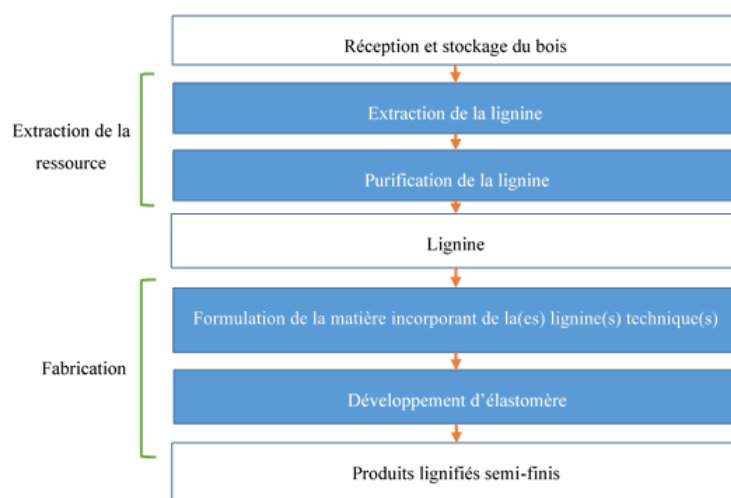 Réception et stockage du bois
Extraction de la
ressource
Extraction de la lignine
Purification de la lignine
Lignine
Fabrication
Formulation de la matière incorporant de la(es) lignine(s) technique(s)
Développement d’élastomère
Produits lignifiés semi-finis